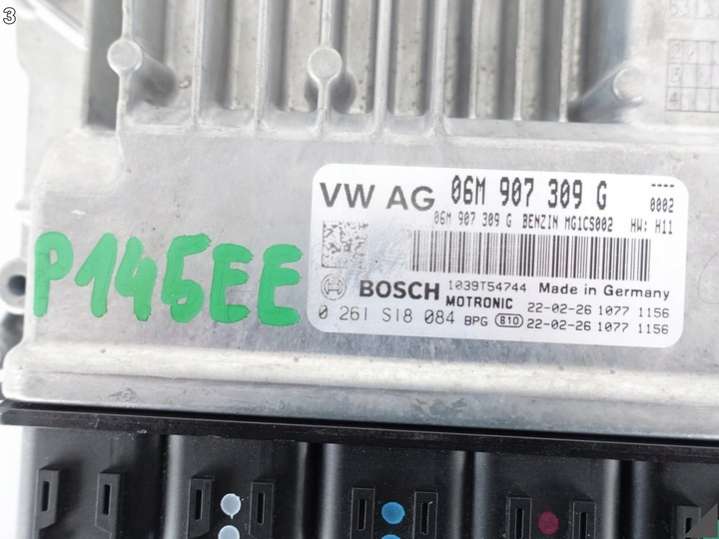 3
VW AG 06M 907 309 G ----
0002
06M 907 309 G BENZIN MG1CS002 HW: H11
P145EE
BOSCH 1039T54744 Made in Germany
MOTRONIC 22-02-26 1077 1156
0 261 S18 084 BPG 810 22-02-26 1077 1156